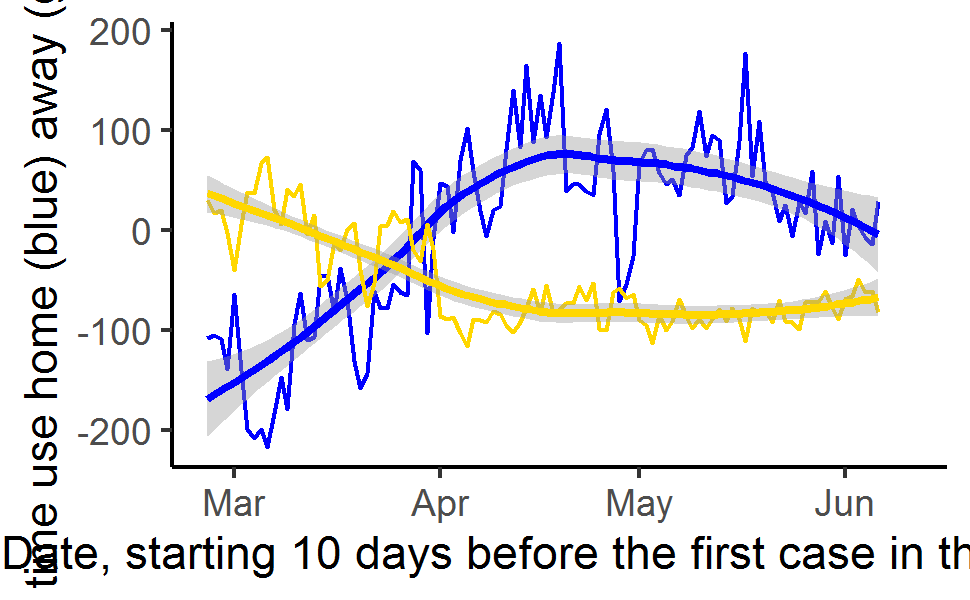 time use home (blue) away (
200
100
0
-100
-200
Mar Apr May Jun
Date, starting 10 days before the first case in th